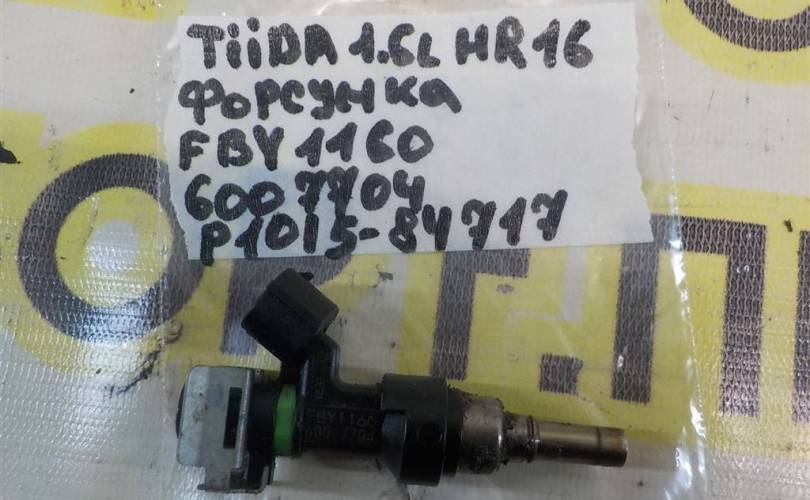 TiiDA 1.6L HR16
Форсунка
FBY1160
6007704
P1015-84717
FBY1160